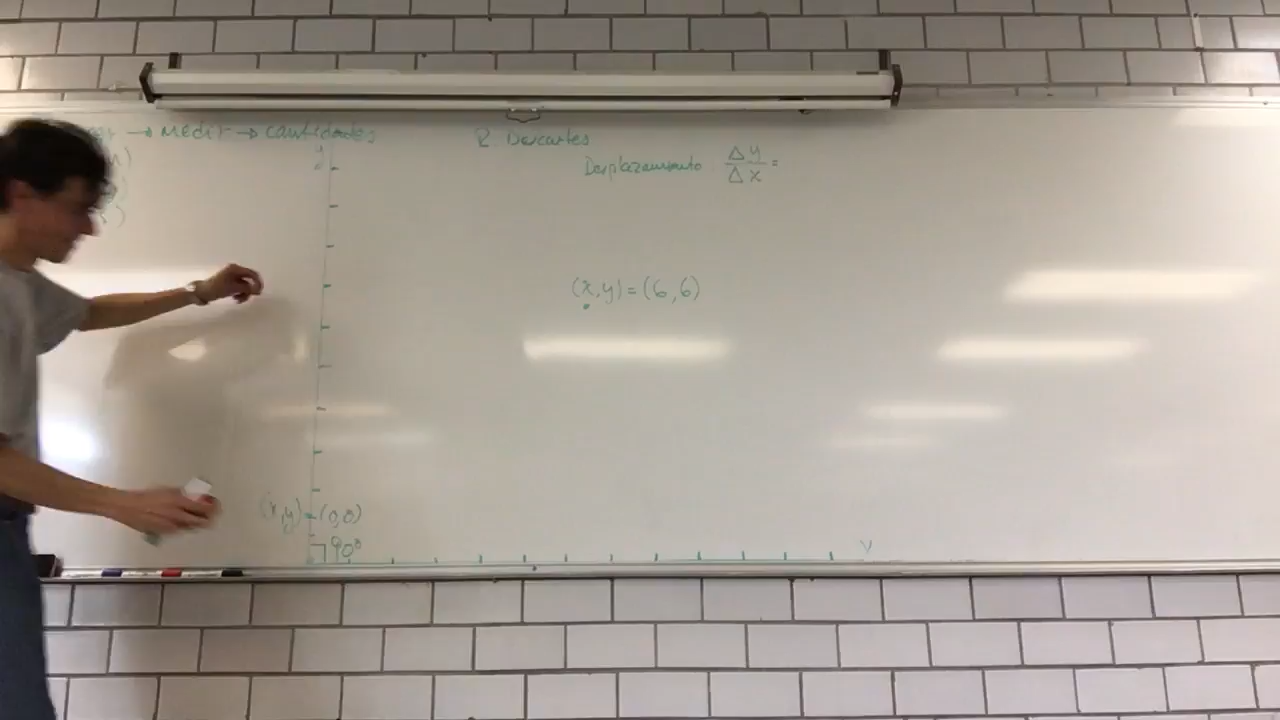 → medir → cantidades
R. Descartes
Desplazamiento Δy/Δx =
y
(x,y) = (6,6)
(x,y) = (0,0)
90°